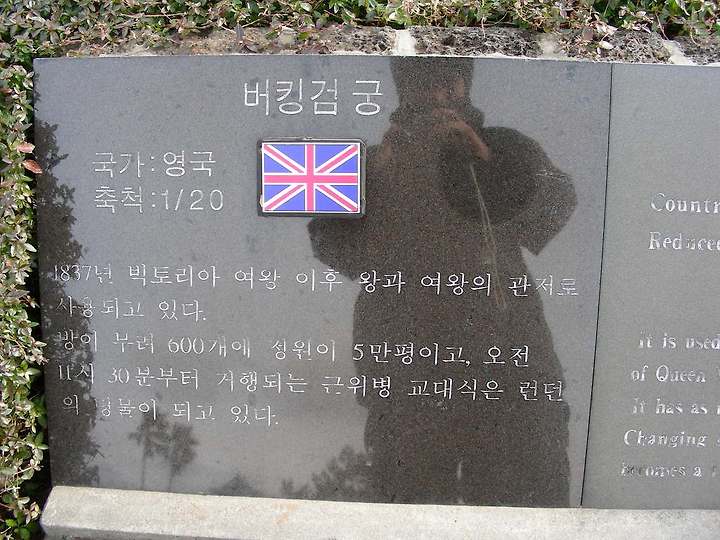 버킹검 궁
국가:영국
축척:1/20
1837년 빅토리아 여왕 이후 왕과 여왕의 관저로
사용되고 있다.
방이 무려 600개에 정원이 5만평이고, 오전
11시 30분부터 거행되는 근위병 교대식은 런던
의 명물이 되고 있다.
Countr
Reduced
It is used
of Queen
It has as
Changing
becomes a